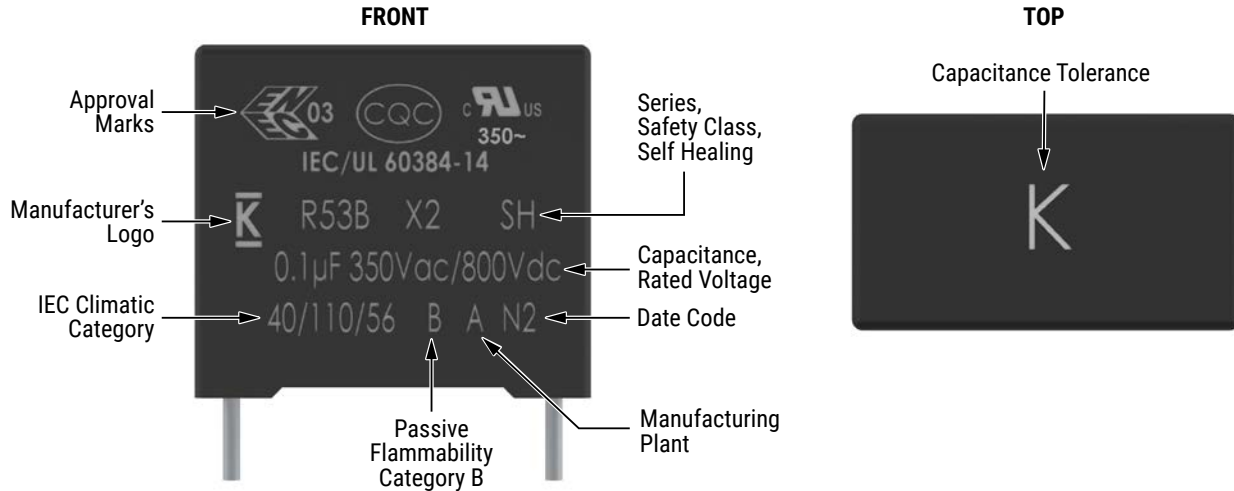 FRONT
TOP
Approval
Marks
03
CQC
c RU US
350~
IEC/UL 60384-14
Series,
Safety Class,
Self Healing
Capacitance Tolerance
K
Manufacturer's
Logo
K R53B X2 SH
0.1µF 350Vac/800Vdc
Capacitance,
Rated Voltage
IEC Climatic
Category
40/110/56 B A N2
Date Code
Passive
Flammability
Category B
Manufacturing
Plant